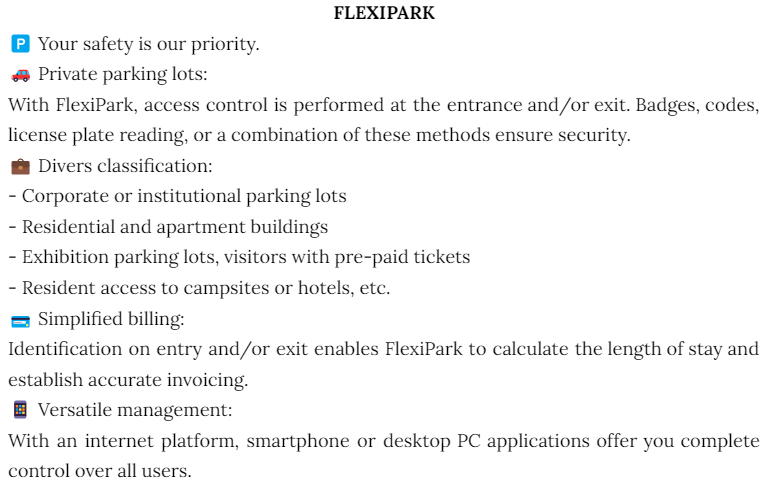 FLEXIPARK
🅿️ Your safety is our priority.
🚗 Private parking lots:
With FlexiPark, access control is performed at the entrance and/or exit. Badges, codes,
license plate reading, or a combination of these methods ensure security.
💼 Divers classification:
- Corporate or institutional parking lots
- Residential and apartment buildings
- Exhibition parking lots, visitors with pre-paid tickets
- Resident access to campsites or hotels, etc.
💳 Simplified billing:
Identification on entry and/or exit enables FlexiPark to calculate the length of stay and
establish accurate invoicing.
📱 Versatile management:
With an internet platform, smartphone or desktop PC applications offer you complete
control over all users.